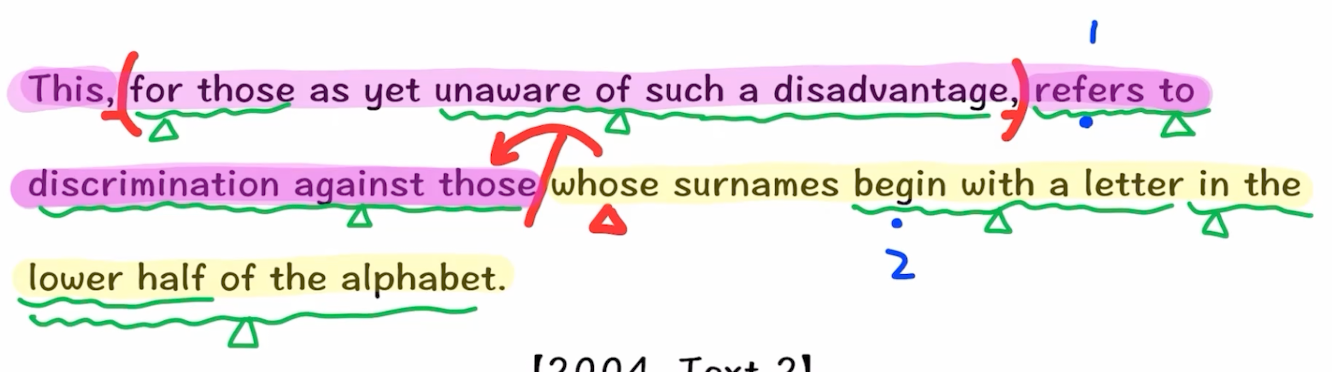 1
This, (for those as yet unaware of such a disadvantage,) refers to
discrimination against those / whose surnames begin with a letter in the
2
lower half of the alphabet.
【2004 Text 2】